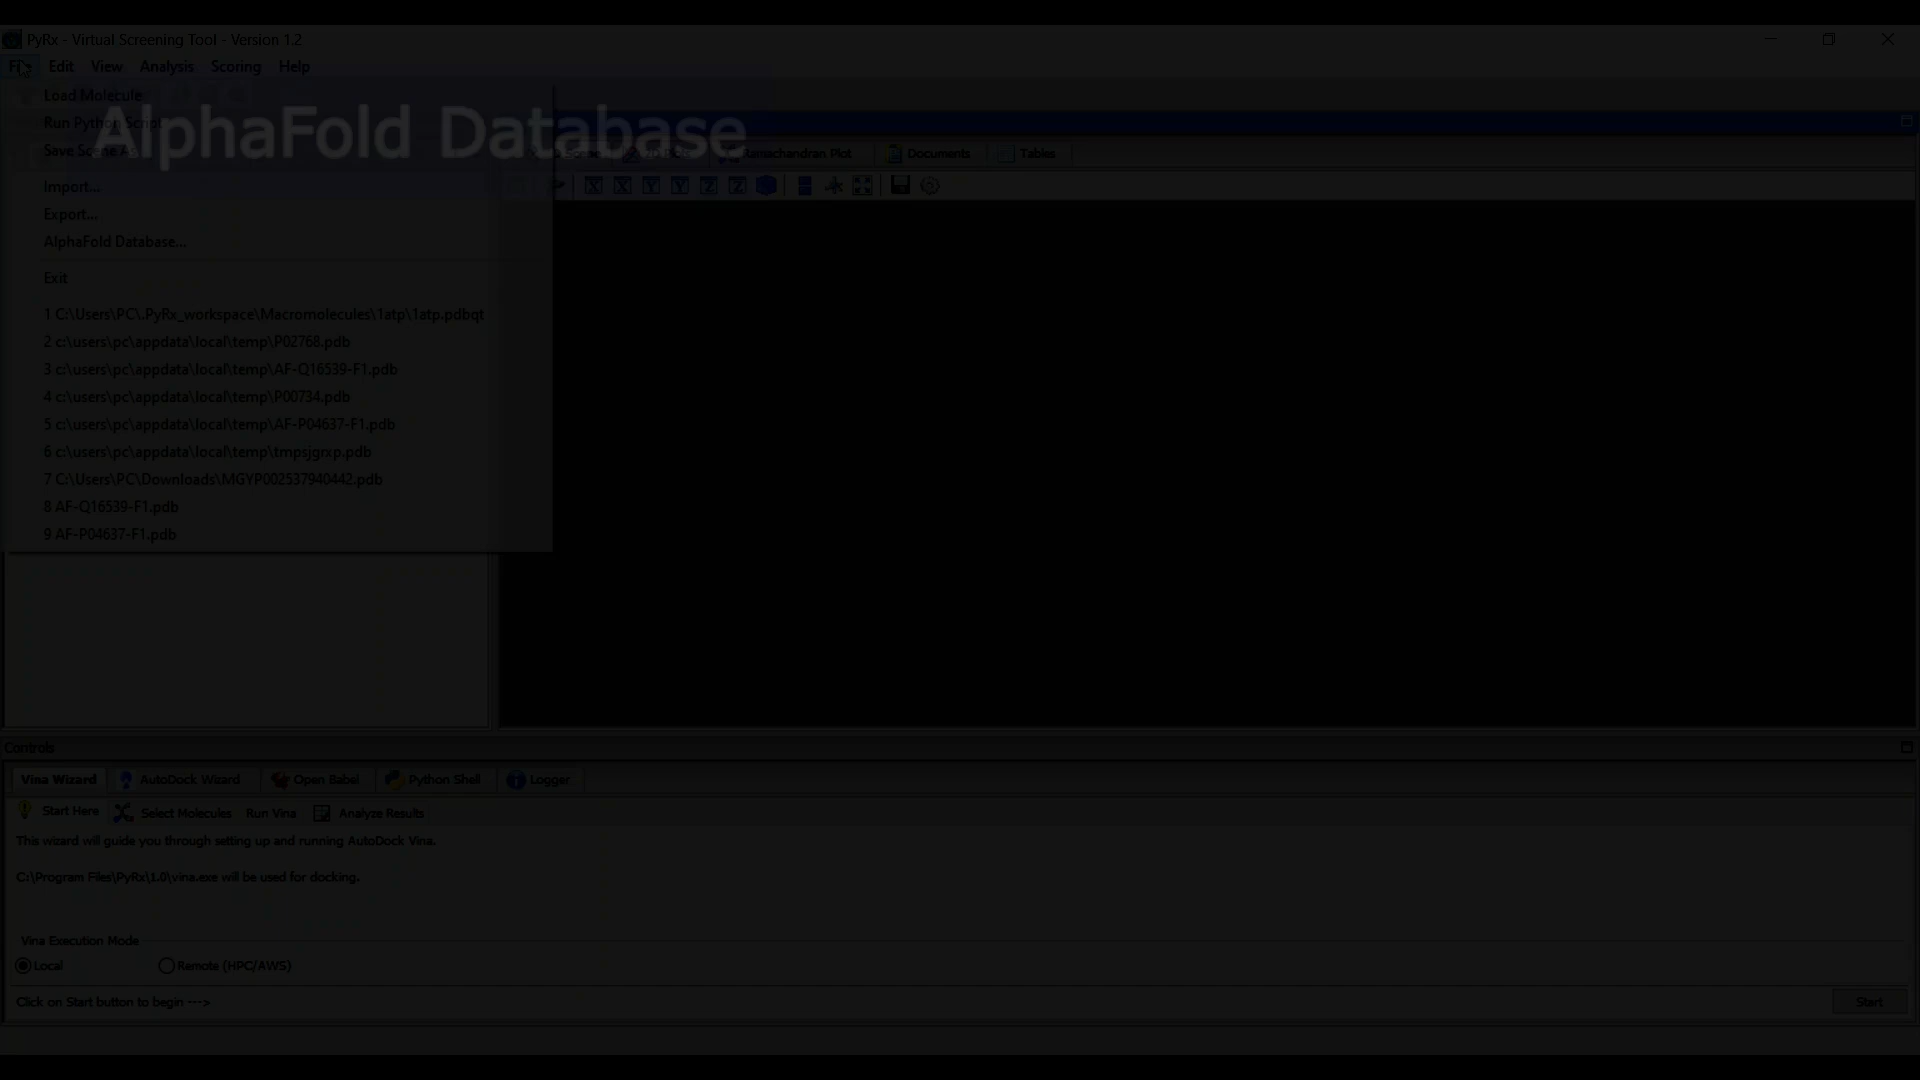 PyRx - Virtual Screening Tool - Version 1.2
File Edit View Analysis Scoring Help
Load Molecule
AlphaFold Database
Run Python Script
Save Scene As
Ramachandran Plot Documents Tables
Import...
Export...
AlphaFold Database...
Exit
1 C:\Users\PC\.PyRx_workspace\Macromolecules\1atp\1atp.pdbqt
2 c:\users\pc\appdata\local\temp\P02768.pdb
3 c:\users\pc\appdata\local\temp\AF-Q16539-F1.pdb
4 c:\users\pc\appdata\local\temp\P00734.pdb
5 c:\users\pc\appdata\local\temp\AF-P04637-F1.pdb
6 c:\users\pc\appdata\local\temp\tmpsjgrxp.pdb
7 C:\Users\PC\Downloads\MGYP002537940442.pdb
8 AF-Q16539-F1.pdb
9 AF-P04637-F1.pdb
Controls
Vina Wizard AutoDock Wizard Open Babel Python Shell Logger
Start Here Select Molecules Run Vina Analyze Results
This wizard will guide you through setting up and running AutoDock Vina.
C:\Program Files\PyRx\1.0\vina.exe will be used for docking.
Vina Execution Mode
Local Remote (HPC/AWS)
Click on Start button to begin --->
Start